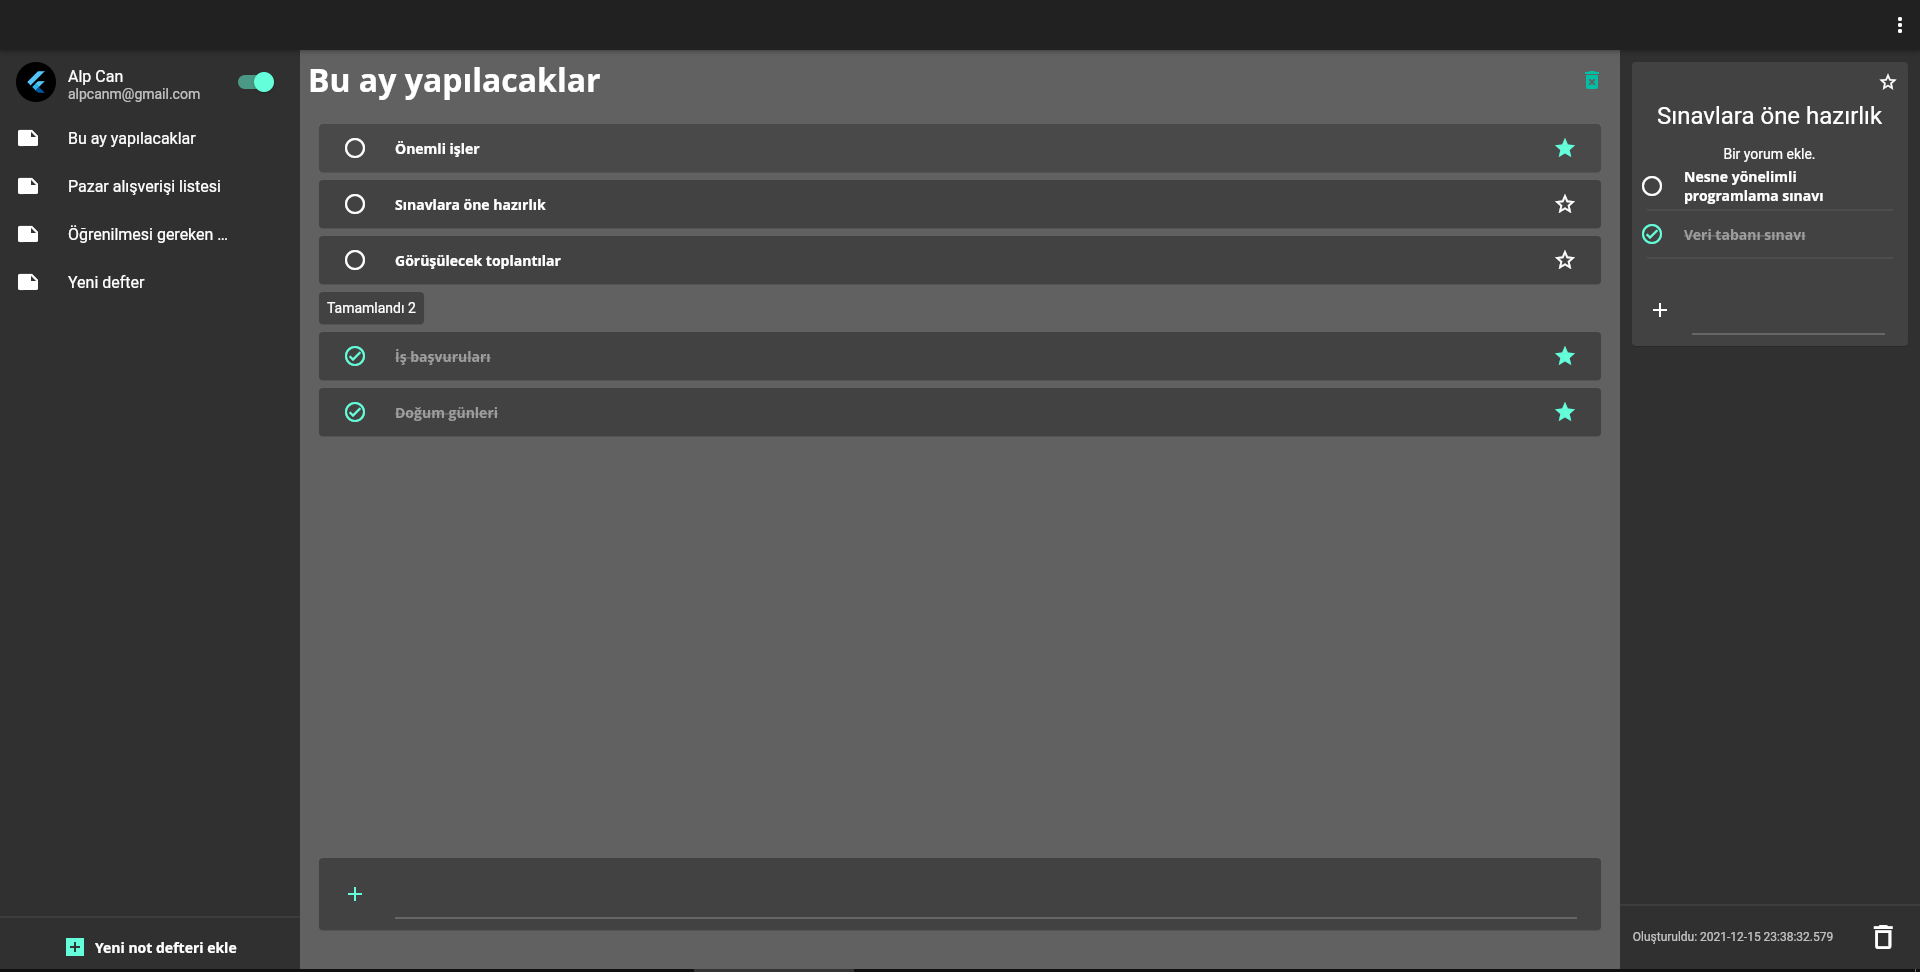 Alp Can
alpcanm@gmail.com
Bu ay yapılacaklar
Pazar alışverişi listesi
Öğrenilmesi gereken ...
Yeni defter
Yeni not defteri ekle
Bu ay yapılacaklar
Önemli işler
Sınavlara öne hazırlık
Görüşülecek toplantılar
Tamamlandı 2
İş başvuruları
Doğum günleri
Sınavlara öne hazırlık
Bir yorum ekle.
Nesne yönelimli
programlama sınavı
Veri tabanı sınavı
Oluşturuldu: 2021-12-15 23:38:32.579